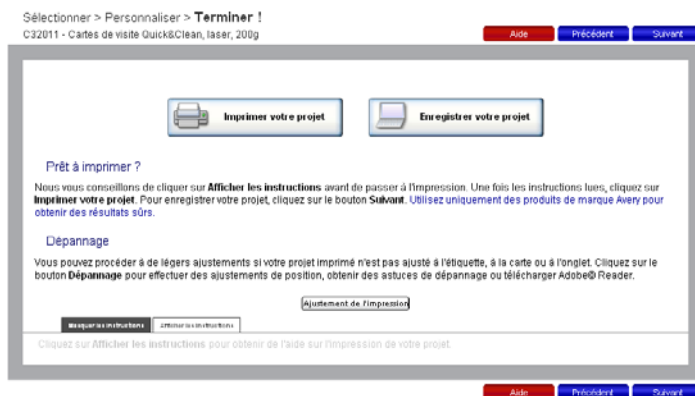 Sélectionner > Personnaliser > Terminer !
C32011 - Cartes de visite Quick&Clean, laser, 200g
Aide Précédent Suivant
Imprimer votre projet Enregistrer votre projet
Prêt à imprimer ?
Nous vous conseillons de cliquer sur Afficher les instructions avant de passer á l'impression. Une fois les instructions lues, cliquez sur
Imprimer votre projet. Pour enregistrer votre projet, cliquez sur le bouton Suivant. Utilisez uniquement des produits de marque Avery pour
obtenir des résultats sûrs.
Dépannage
Vous pouvez procéder á de légers ajustements si votre projet imprimé n'est pas ajusté á l'étiquette, á la carte ou á l'onglet. Cliquez sur le
bouton Dépannage pour effectuer des ajustements de position, obtenir des astuces de dépannage ou télécharger Adobe® Reader.
Ajustement de l'impression
Masquer les instructions Afficher les instructions
Cliquez sur Afficher les instructions pour obtenir de l'aide sur l'impression de votre projet.
Aide Précédent Suivant